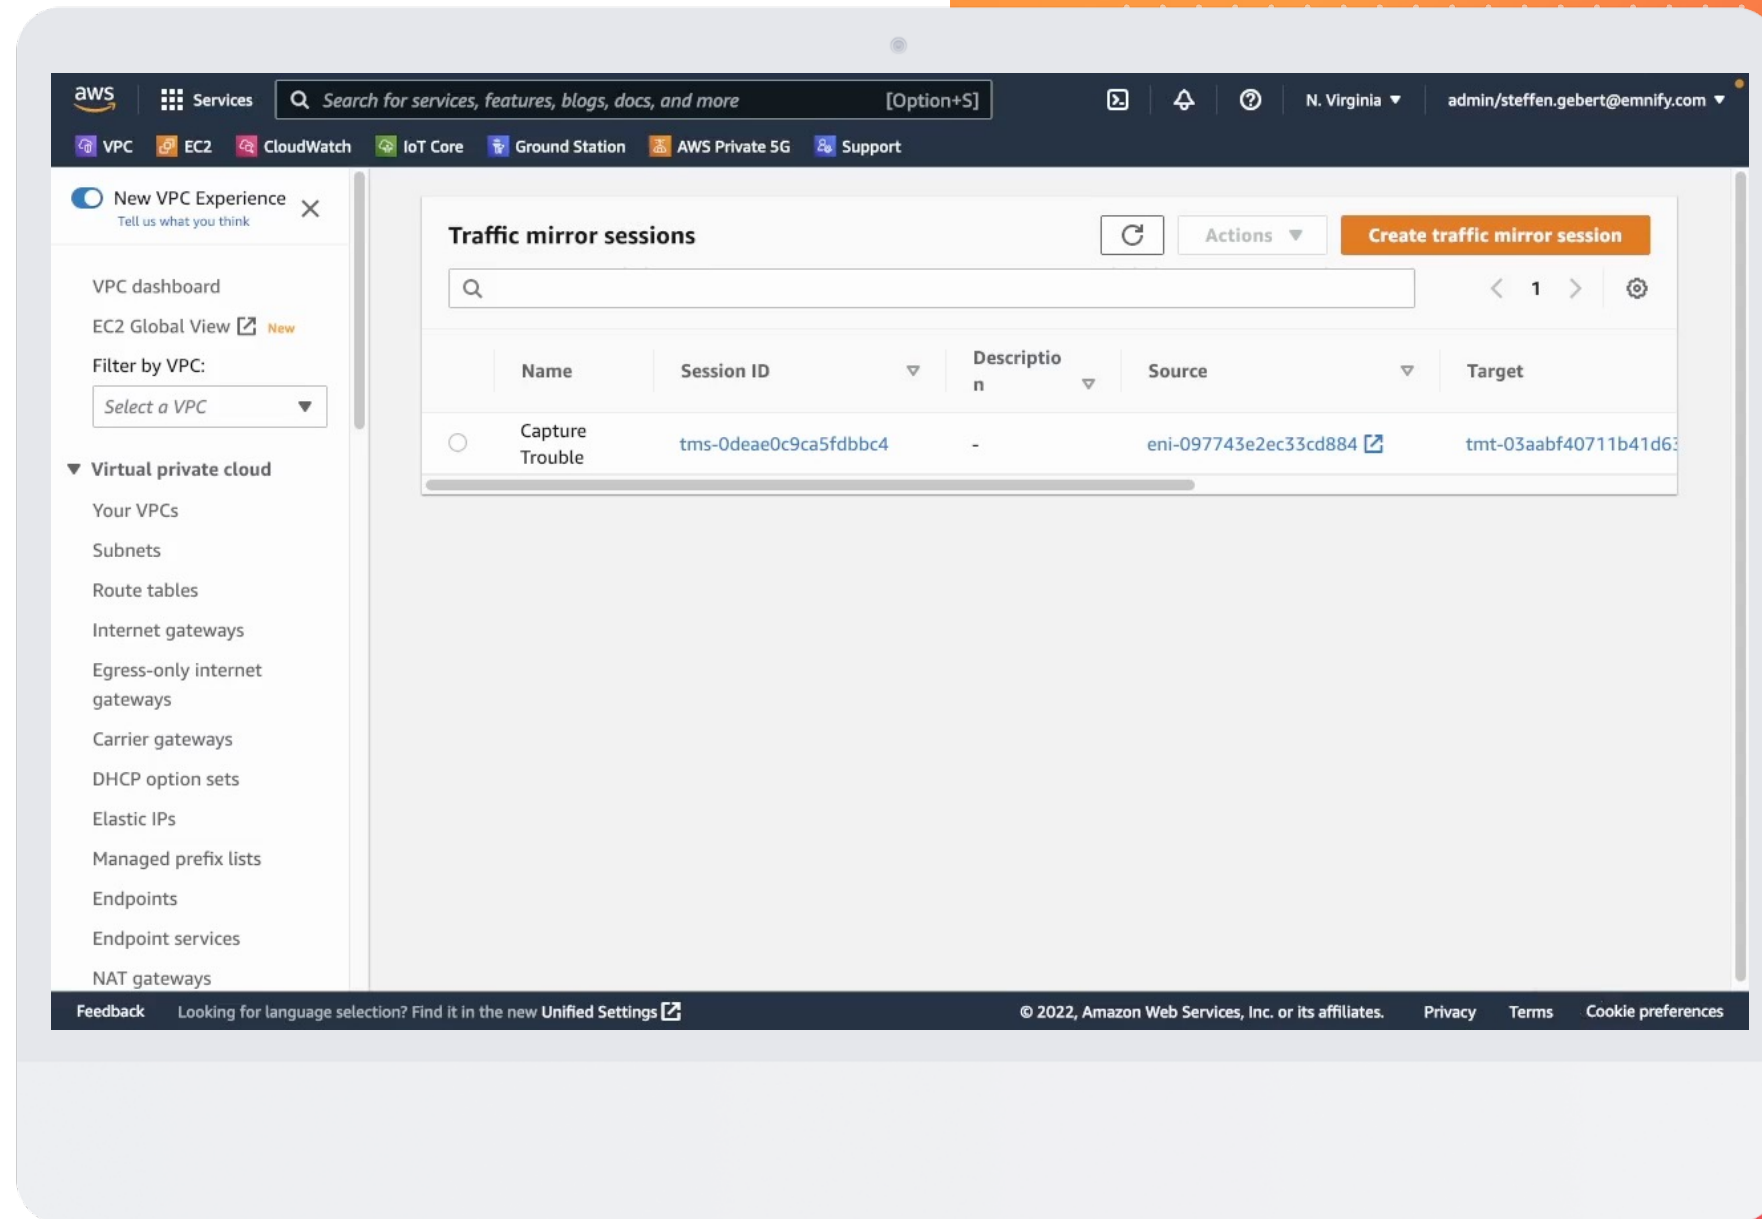 aws
Services
Search for services, features, blogs, docs, and more
[Option+S]
N. Virginia
admin/steffen.gebert@emnify.com
VPC
EC2
CloudWatch
IoT Core
Ground Station
AWS Private 5G
Support
New VPC Experience
Tell us what you think
VPC dashboard
EC2 Global View New
Filter by VPC:
Select a VPC
Virtual private cloud
Your VPCs
Subnets
Route tables
Internet gateways
Egress-only internet
gateways
Carrier gateways
DHCP option sets
Elastic IPs
Managed prefix lists
Endpoints
Endpoint services
NAT gateways
Traffic mirror sessions
Actions
Create traffic mirror session
1
Name
Session ID
Descriptio
n
Source
Target
Capture
Trouble
tms-0deae0c9ca5fdbbc4
-
eni-097743e2ec33cd884
tmt-03aabf40711b41d63
Feedback
Looking for language selection? Find it in the new Unified Settings
© 2022, Amazon Web Services, Inc. or its affiliates.
Privacy
Terms
Cookie preferences